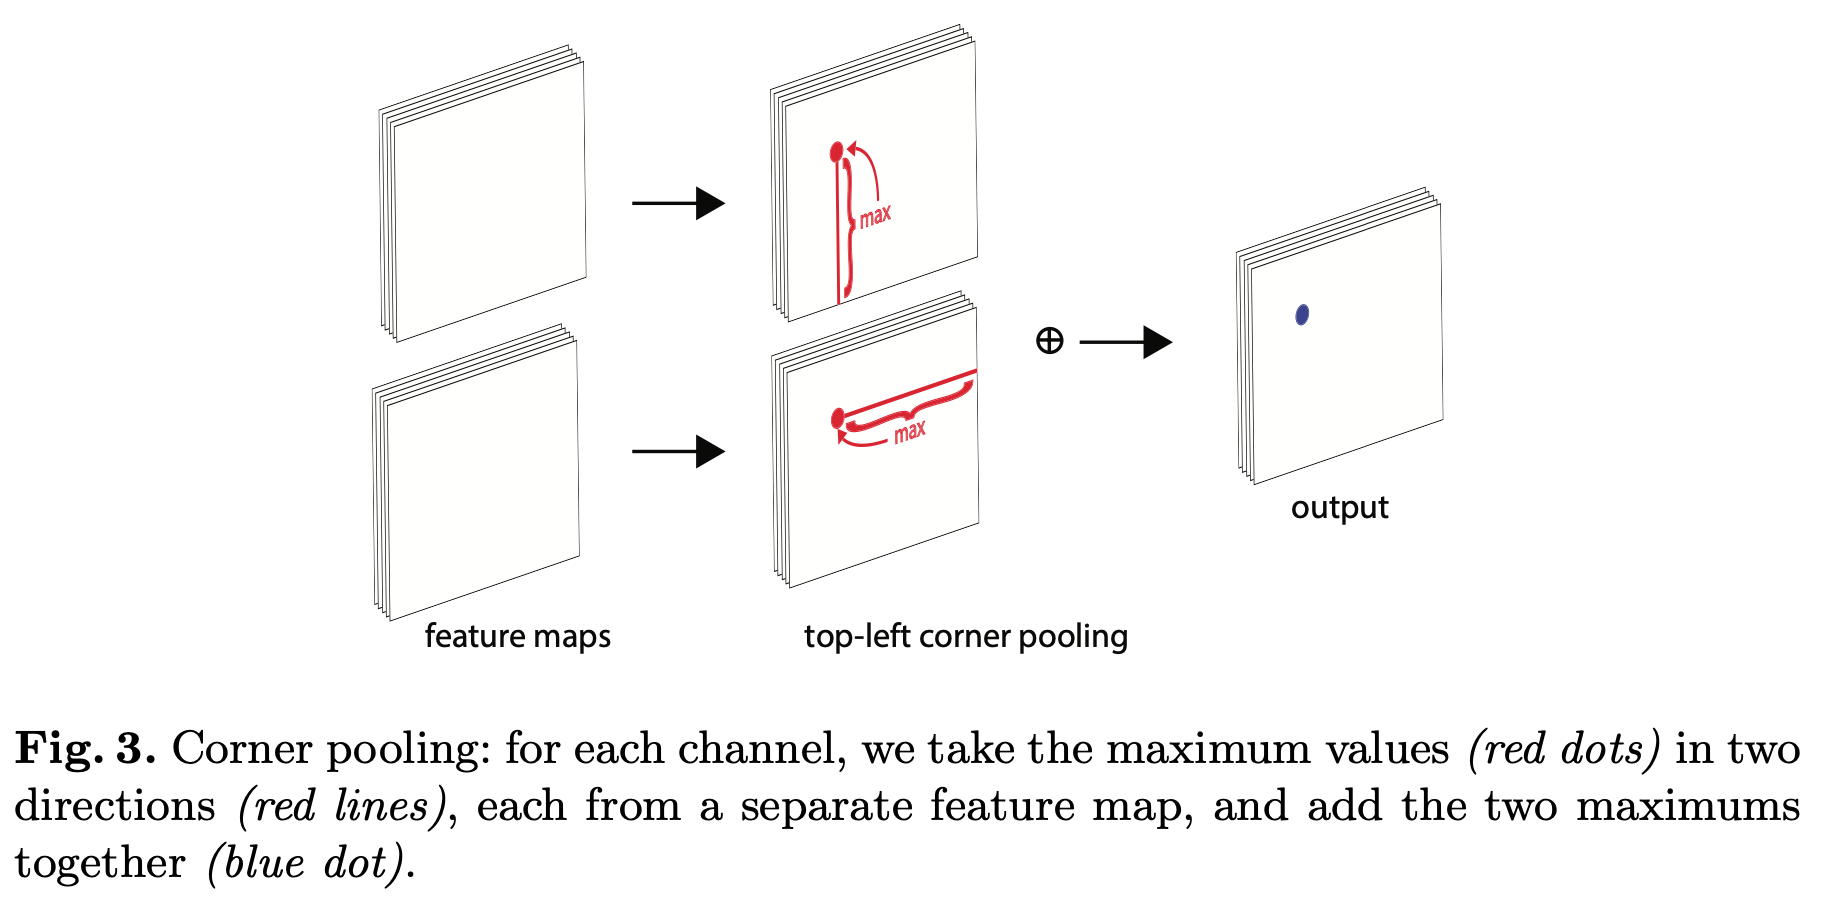 max
max
⊕
output
feature maps
top-left corner pooling
Fig. 3. Corner pooling: for each channel, we take the maximum values (red dots) in two
directions (red lines), each from a separate feature map, and add the two maximums
together (blue dot).